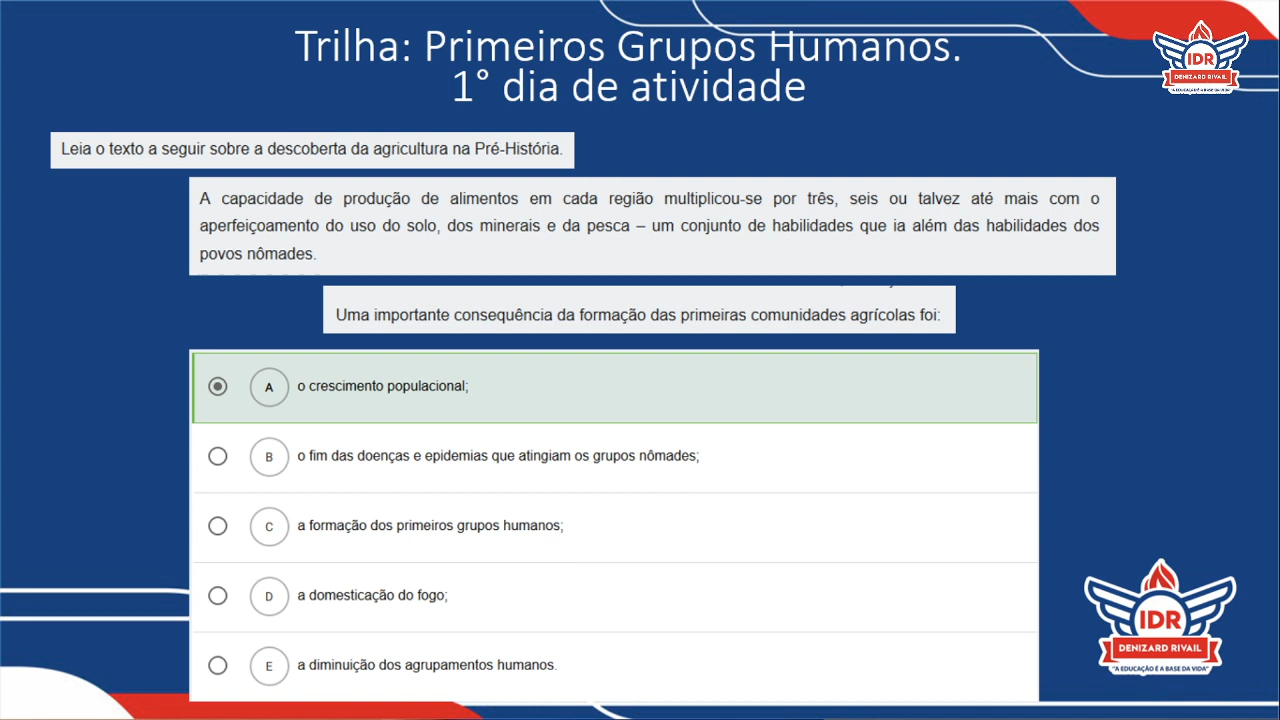 Trilha: Primeiros Grupos Humanos.
1° dia de atividade
IDR
DENIZARD RIVAIL
"A EDUCAÇÃO É A BASE DA VIDA"
Leia o texto a seguir sobre a descoberta da agricultura na Pré-História.
A capacidade de produção de alimentos em cada região multiplicou-se por três, seis ou talvez até mais com o
aperfeiçoamento do uso do solo, dos minerais e da pesca – um conjunto de habilidades que ia além das habilidades dos
povos nômades.
Uma importante consequência da formação das primeiras comunidades agrícolas foi:
A o crescimento populacional;
B o fim das doenças e epidemias que atingiam os grupos nômades;
C a formação dos primeiros grupos humanos;
D a domesticação do fogo;
E a diminuição dos agrupamentos humanos.
IDR
DENIZARD RIVAIL
"A EDUCAÇÃO É A BASE DA VIDA"